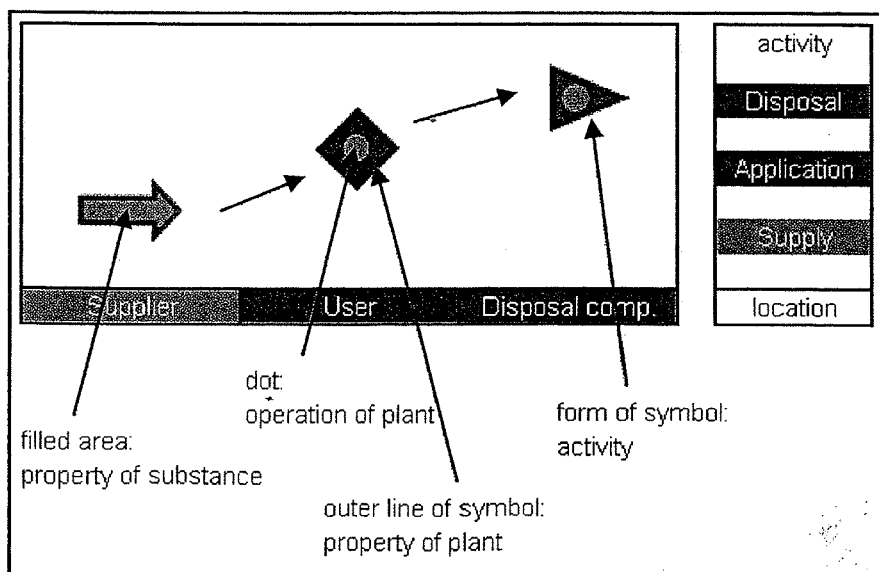 activity
Disposal
Application
Supply
location
Supplier
User
Disposal comp.
dot:
operation of plant
form of symbol:
activity
filled area:
property of substance
outer line of symbol:
property of plant